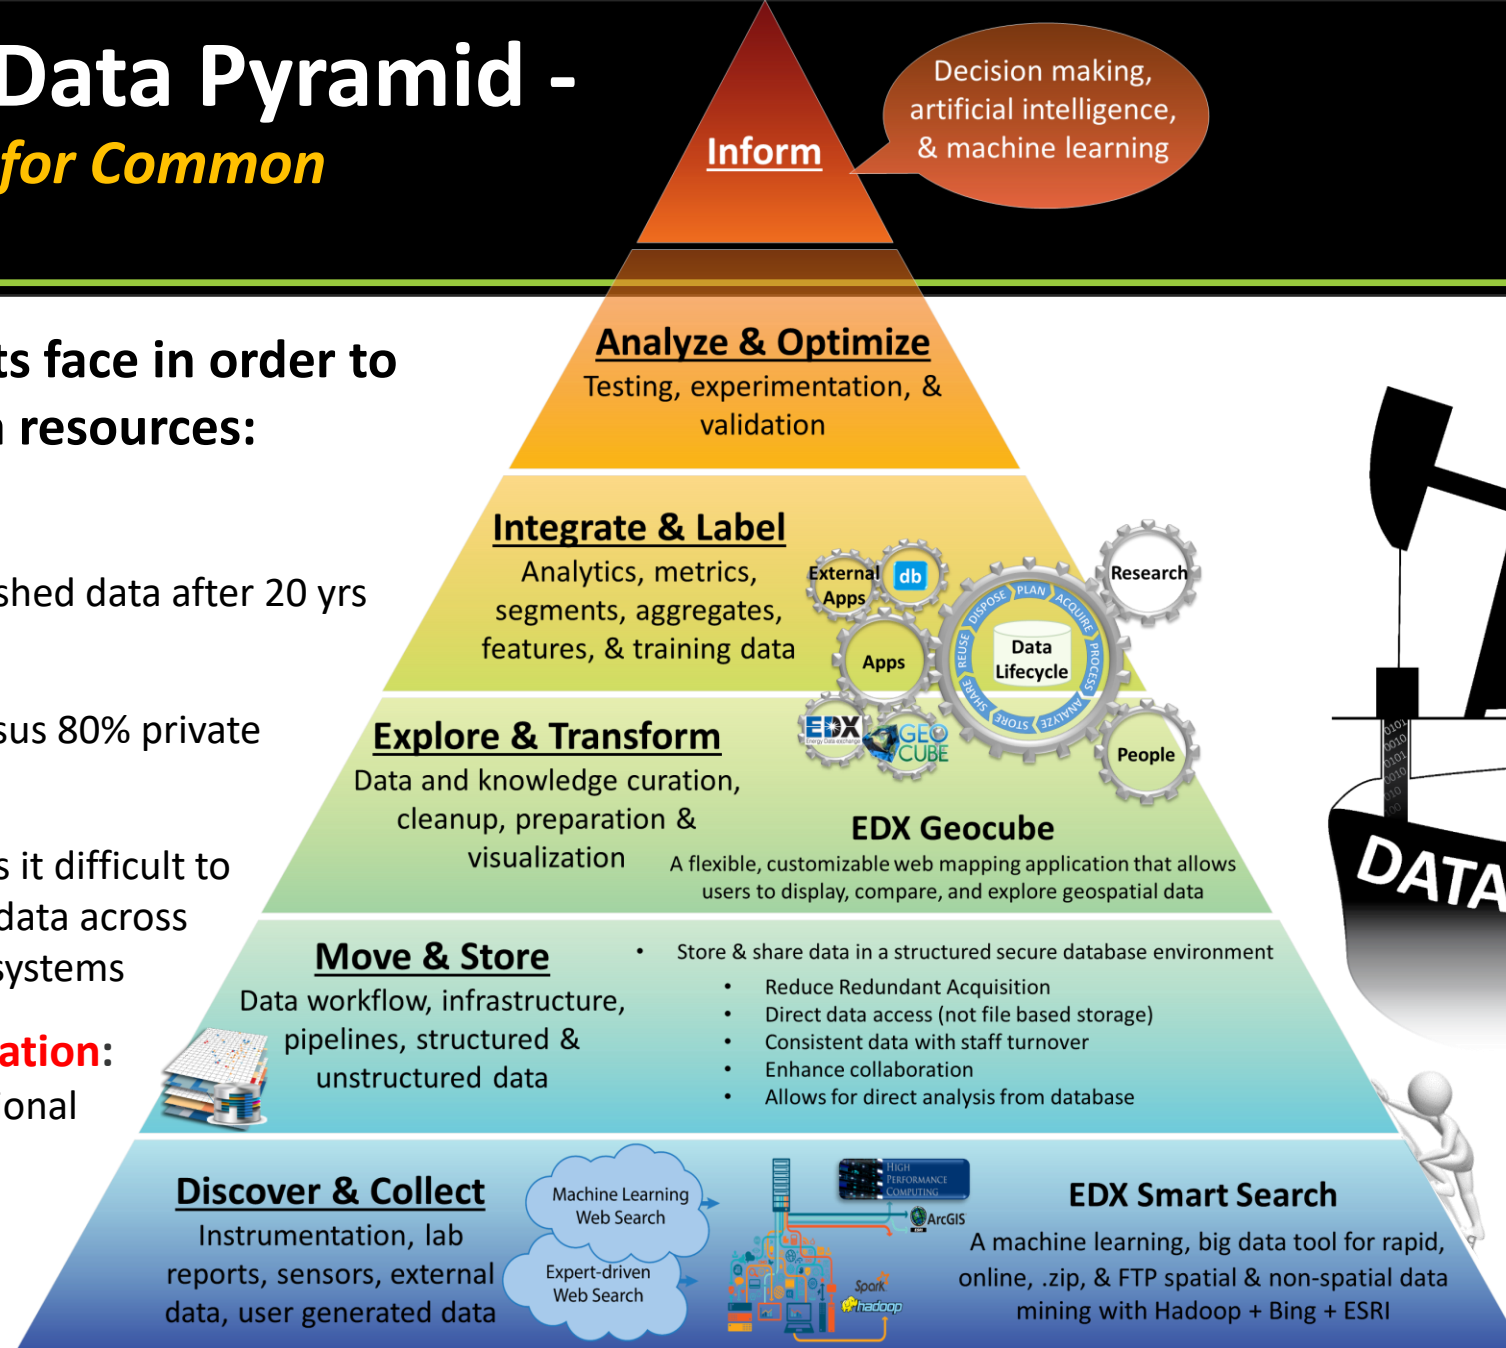 Data Pyramid -
for Common
Inform
Decision making,
artificial intelligence,
& machine learning
ts face in order to
resources:
shed data after 20 yrs
sus 80% private
s it difficult to
data across
systems
ation:
ional
Analyze & Optimize
Testing, experimentation, &
validation
Integrate & Label
Analytics, metrics,
segments, aggregates,
features, & training data
External
Apps
db
Apps
EDX
Energy Data eXchange
GEO
CUBE
Data
Lifecycle
PLAN
ACQUIRE
PROCESS
ANALYZE
STORE
SHARE
REUSE
DISPOSE
Research
People
Explore & Transform
Data and knowledge curation,
cleanup, preparation &
visualization
EDX Geocube
A flexible, customizable web mapping application that allows
users to display, compare, and explore geospatial data
Move & Store
Data workflow, infrastructure,
pipelines, structured &
unstructured data
• Store & share data in a structured secure database environment
• Reduce Redundant Acquisition
• Direct data access (not file based storage)
• Consistent data with staff turnover
• Enhance collaboration
• Allows for direct analysis from database
Discover & Collect
Instrumentation, lab
reports, sensors, external
data, user generated data
Machine Learning
Web Search
Expert-driven
Web Search
HIGH
PERFORMANCE
COMPUTING
ArcGIS
Spark
hadoop
EDX Smart Search
A machine learning, big data tool for rapid,
online, .zip, & FTP spatial & non-spatial data
mining with Hadoop + Bing + ESRI
0101
0010
0101
0010
010
DATA